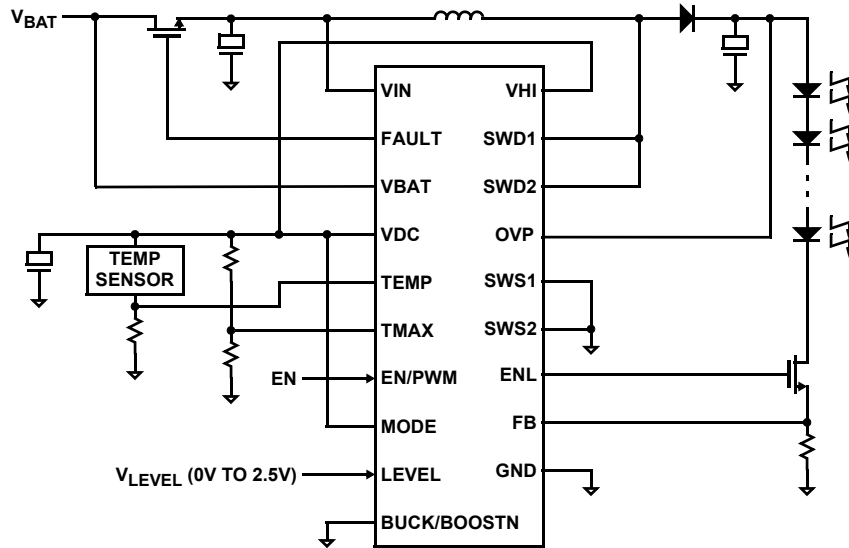 VBAT
VIN VHI
FAULT SWD1
VBAT SWD2
VDC OVP
TEMP
SENSOR
TEMP SWS1
TMAX SWS2
EN EN/PWM ENL
MODE FB
VLEVEL (0V TO 2.5V) LEVEL GND
BUCK/BOOSTN